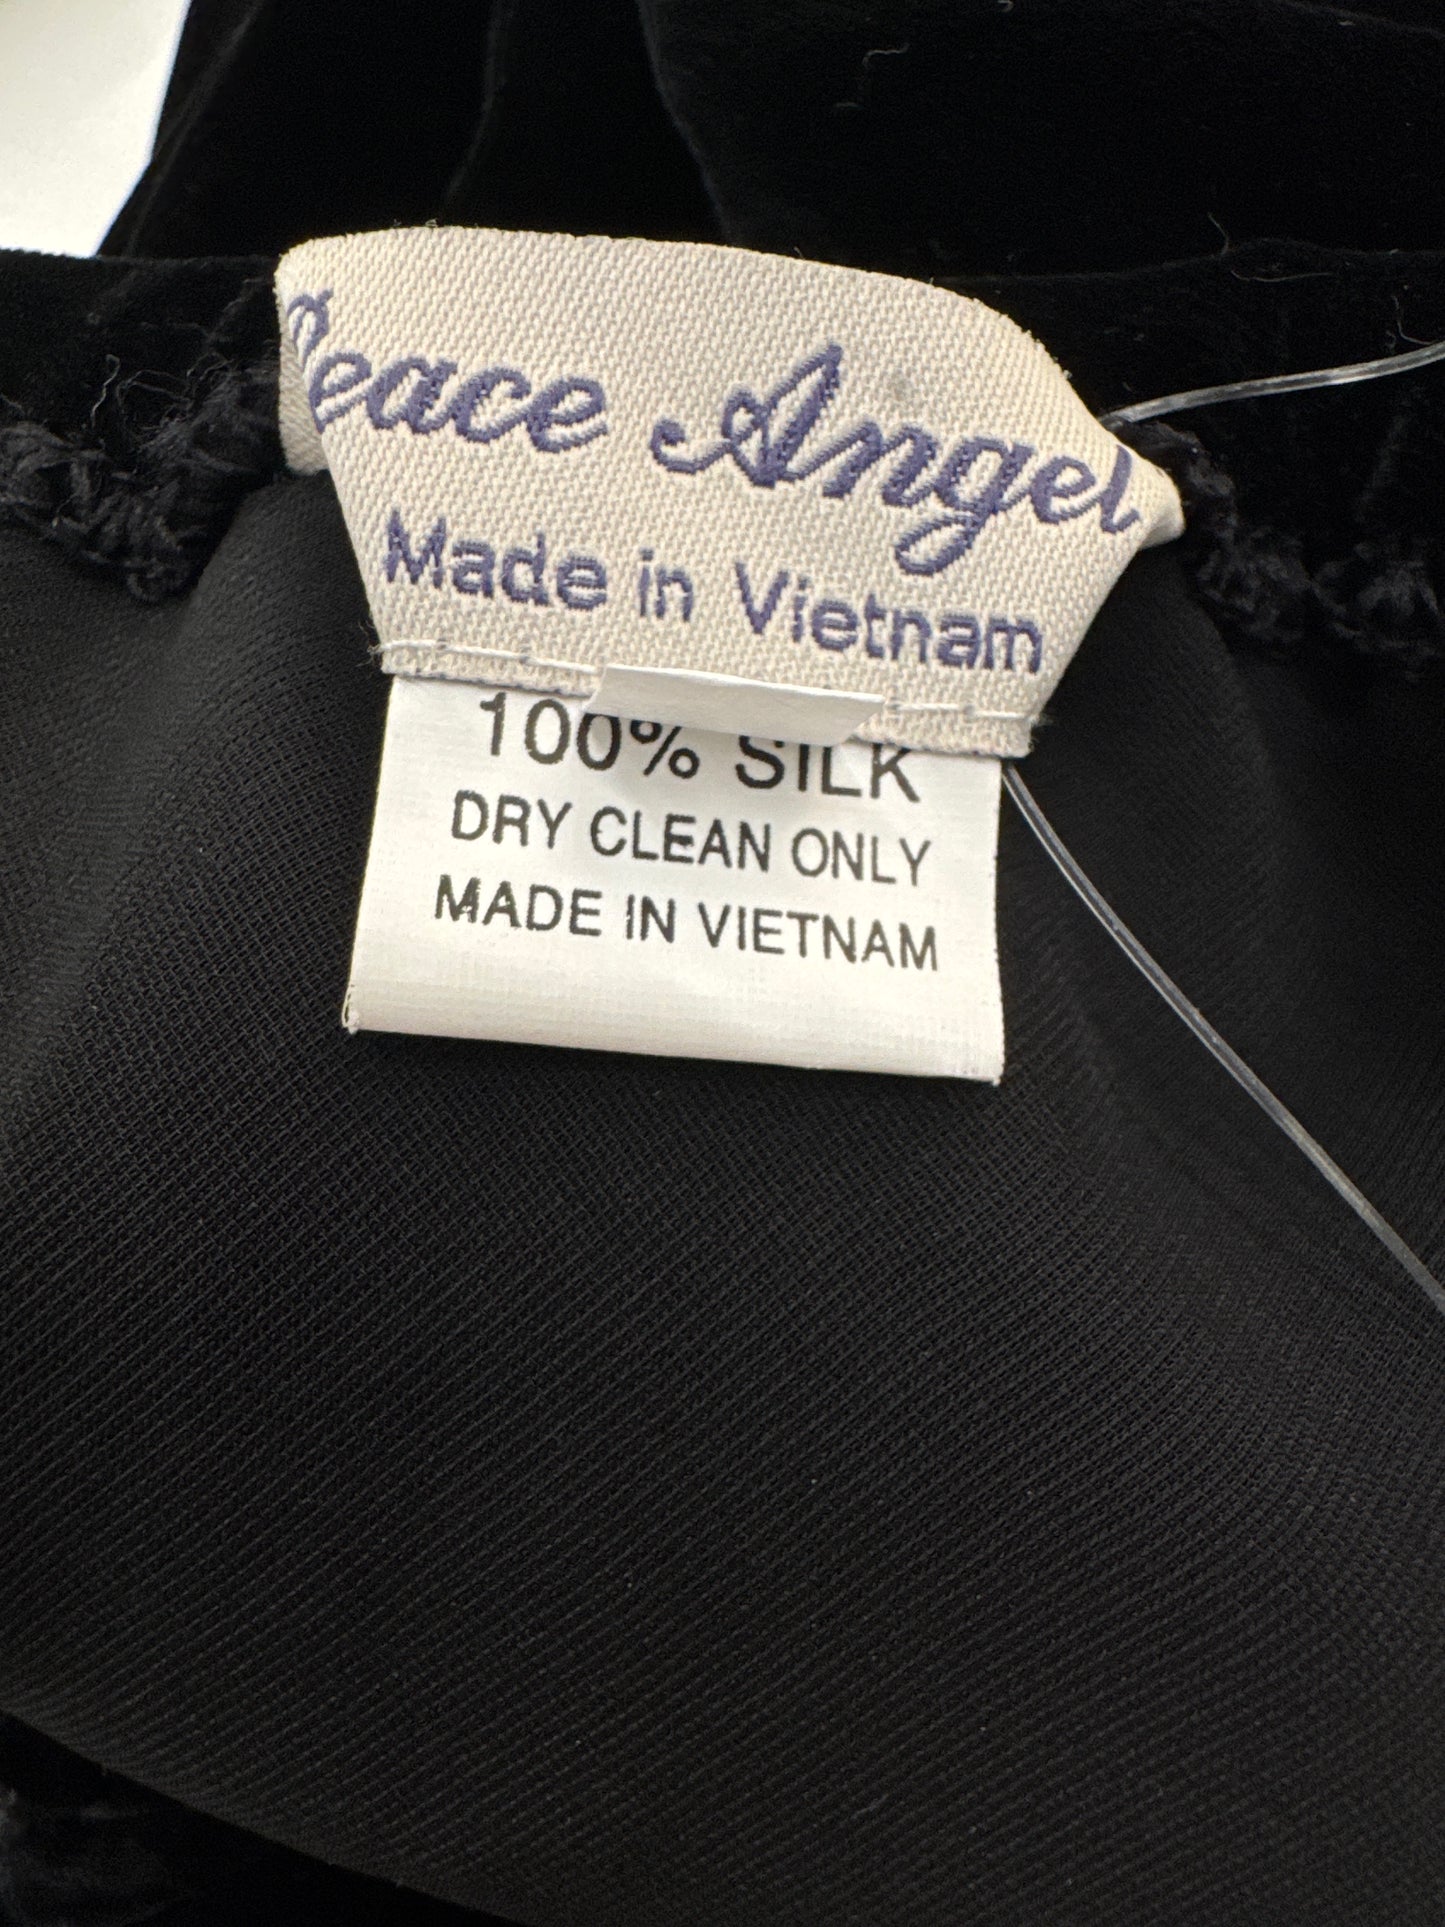 Peace Angel
Made in Vietnam
100% SILK
DRY CLEAN ONLY
MADE IN VIETNAM